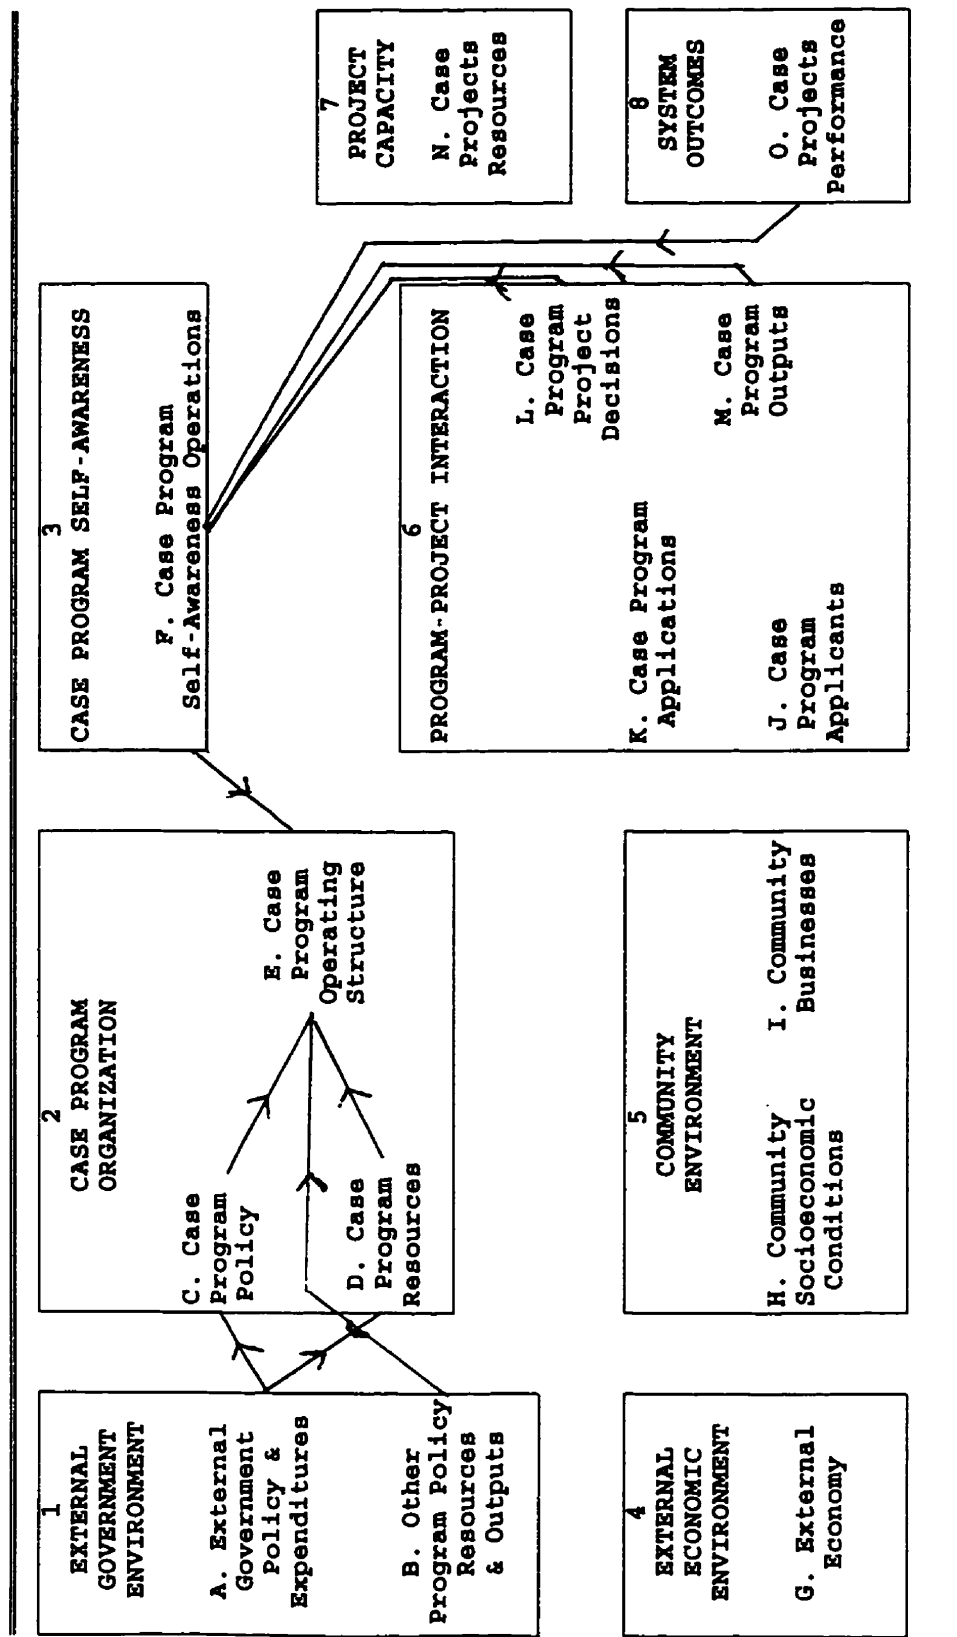 1
EXTERNAL
GOVERNMENT
ENVIRONMENT
A. External
Government
Policy &
Expenditures
B. Other
Program Policy
Resources
& Outputs
2
CASE PROGRAM
ORGANIZATION
C. Case
Program
Policy
D. Case
Program
Resources
E. Case
Program
Operating
Structure
3
CASE PROGRAM SELF-AWARENESS
F. Case Program
Self-Awareness Operations
4
EXTERNAL
ECONOMIC
ENVIRONMENT
G. External
Economy
5
COMMUNITY
ENVIRONMENT
H. Community
Socioeconomic
Conditions
I. Community
Businesses
6
PROGRAM-PROJECT INTERACTION
K. Case Program
Applications
J. Case
Program
Applicants
L. Case
Program
Project
Decisions
M. Case
Program
Outputs
7
PROJECT
CAPACITY
N. Case
Projects
Resources
8
SYSTEM
OUTCOMES
O. Case
Projects
Performance